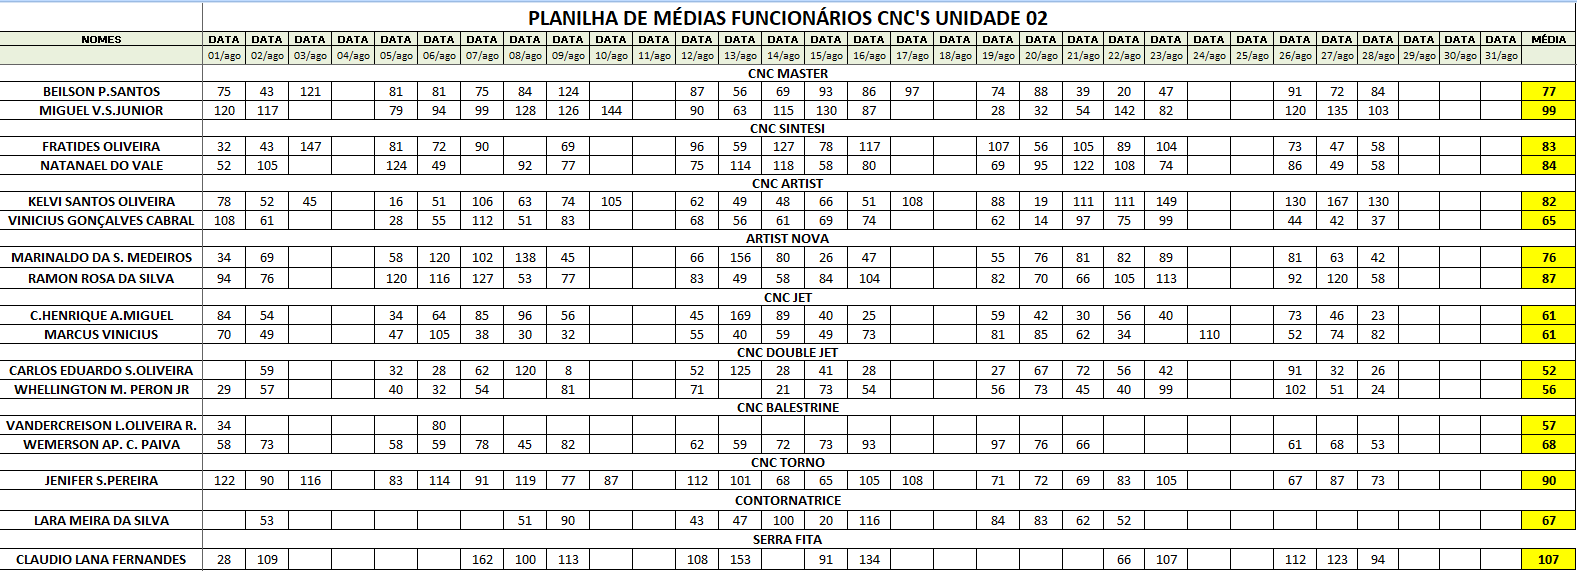 PLANILHA DE MÉDIAS FUNCIONÁRIOS CNC'S UNIDADE 02
NOMES DATA DATA DATA DATA DATA DATA DATA DATA DATA DATA DATA DATA DATA DATA DATA DATA DATA DATA DATA DATA DATA DATA DATA DATA DATA DATA DATA DATA DATA DATA DATA MÉDIA
01/ago 02/ago 03/ago 04/ago 05/ago 06/ago 07/ago 08/ago 09/ago 10/ago 11/ago 12/ago 13/ago 14/ago 15/ago 16/ago 17/ago 18/ago 19/ago 20/ago 21/ago 22/ago 23/ago 24/ago 25/ago 26/ago 27/ago 28/ago 29/ago 30/ago 31/ago
CNC MASTER
BEILSON P.SANTOS 75 43 121 81 81 75 84 124 87 56 69 93 86 97 74 88 39 20 47 91 72 84 77
MIGUEL V.S.JUNIOR 120 117 79 94 99 128 126 144 90 63 115 130 87 28 32 54 142 82 120 135 103 99
CNC SINTESI
FRATIDES OLIVEIRA 32 43 147 81 72 90 69 96 59 127 78 117 107 56 105 89 104 73 47 58 83
NATANAEL DO VALE 52 105 124 49 92 77 75 114 118 58 80 69 95 122 108 74 86 49 58 84
CNC ARTIST
KELVI SANTOS OLIVEIRA 78 52 45 16 51 106 63 74 105 62 49 48 66 51 108 88 19 111 111 149 130 167 130 82
VINICIUS GONÇALVES CABRAL 108 61 28 55 112 51 83 68 56 61 69 74 62 14 97 75 99 44 42 37 65
ARTIST NOVA
MARINALDO DA S. MEDEIROS 34 69 58 120 102 138 45 66 156 80 26 47 55 76 81 82 89 81 63 42 76
RAMON ROSA DA SILVA 94 76 120 116 127 53 77 83 49 58 84 104 82 70 66 105 113 92 120 58 87
CNC JET
C.HENRIQUE A.MIGUEL 84 54 34 64 85 96 56 45 169 89 40 25 59 42 30 56 40 73 46 23 61
MARCUS VINICIUS 70 49 47 105 38 30 32 55 40 59 49 73 81 85 62 34 110 52 74 82 61
CNC DOUBLE JET
CARLOS EDUARDO S.OLIVEIRA 59 32 28 62 120 8 52 125 28 41 28 27 67 72 56 42 91 32 26 52
WHELLINGTON M. PERON JR 29 57 40 32 54 81 71 21 73 54 56 73 45 40 99 102 51 24 56
CNC BALESTRINE
VANDERCREISON L.OLIVEIRA R. 34 80 57
WEMERSON AP. C. PAIVA 58 73 58 59 78 45 82 62 59 72 73 93 97 76 66 61 68 53 68
CNC TORNO
JENIFER S.PEREIRA 122 90 116 83 114 91 119 77 87 112 101 68 65 105 108 71 72 69 83 105 67 87 73 90
CONTORNATRICE
LARA MEIRA DA SILVA 53 51 90 43 47 100 20 116 84 83 62 52 67
SERRA FITA
CLAUDIO LANA FERNANDES 28 109 162 100 113 108 153 91 134 66 107 112 123 94 107